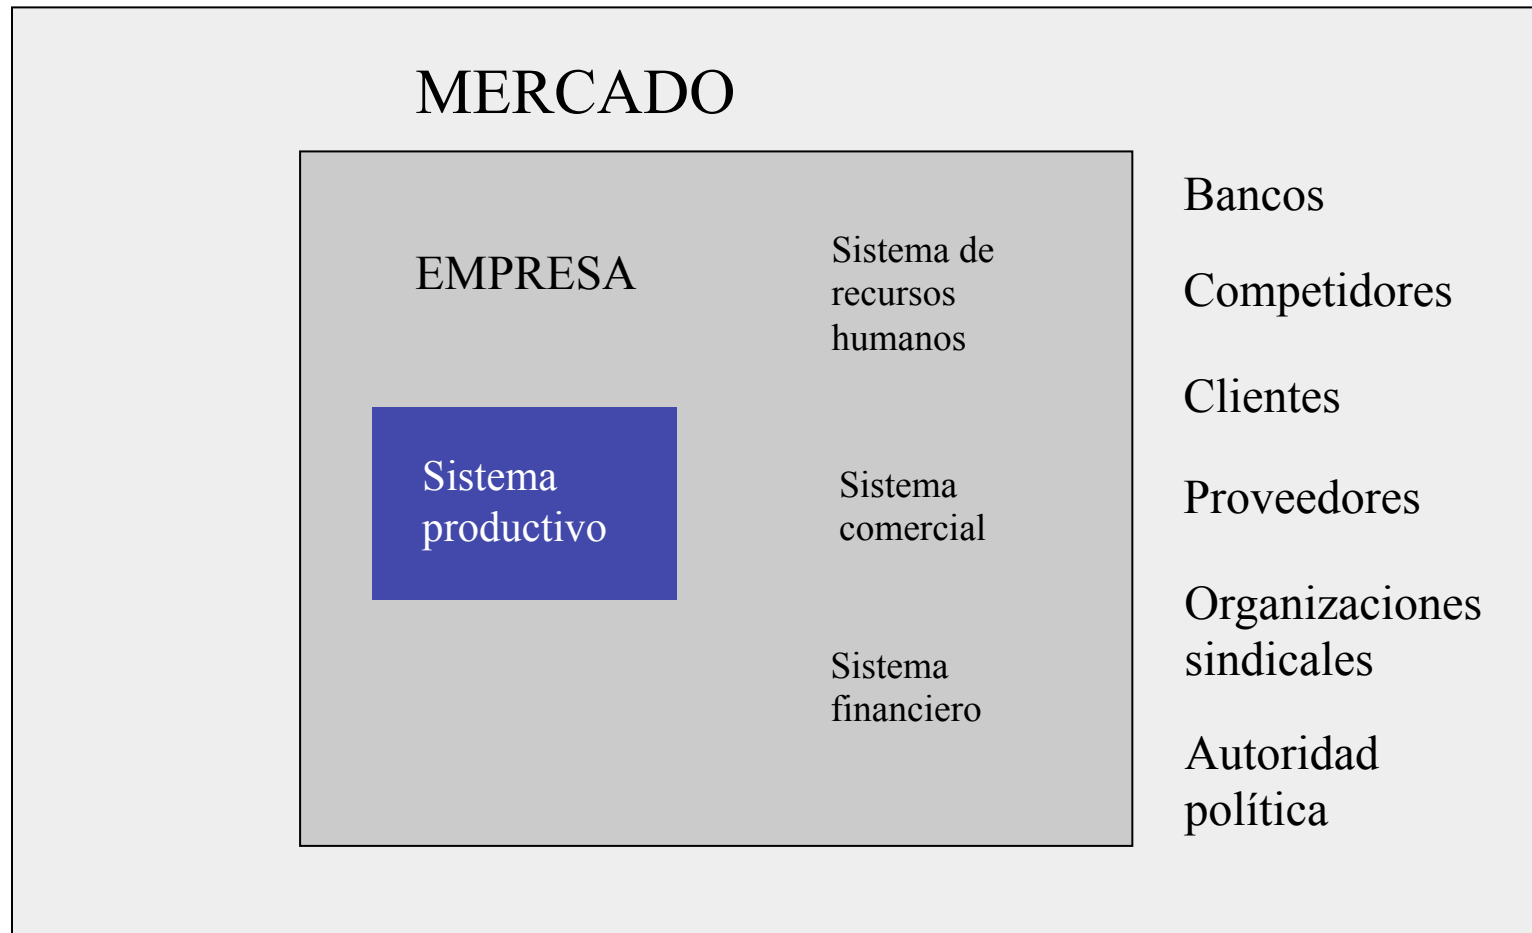 MERCADO
EMPRESA
Sistema
productivo
Sistema de
recursos
humanos
Sistema
comercial
Sistema
financiero
Bancos
Competidores
Clientes
Proveedores
Organizaciones
sindicales
Autoridad
política